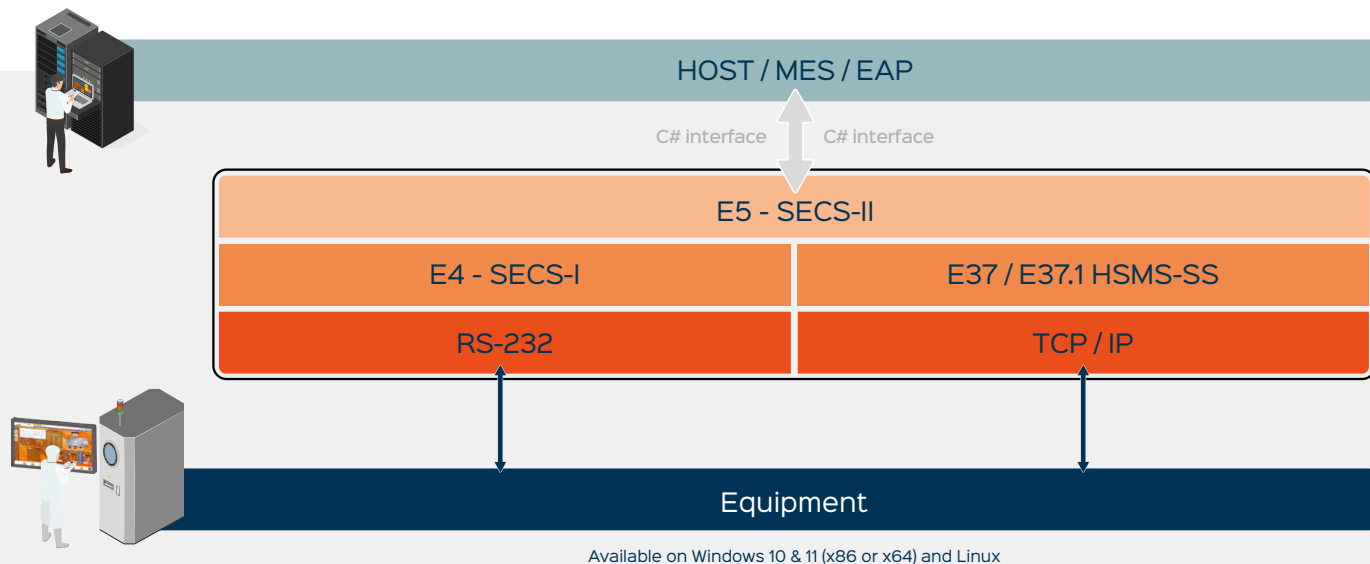 HOST / MES / EAP
C# interface C# interface
E5 - SECS-II
E4 - SECS-I
E37 / E37.1 HSMS-SS
RS-232
TCP / IP
Equipment
Available on Windows 10 & 11 (x86 or x64) and Linux